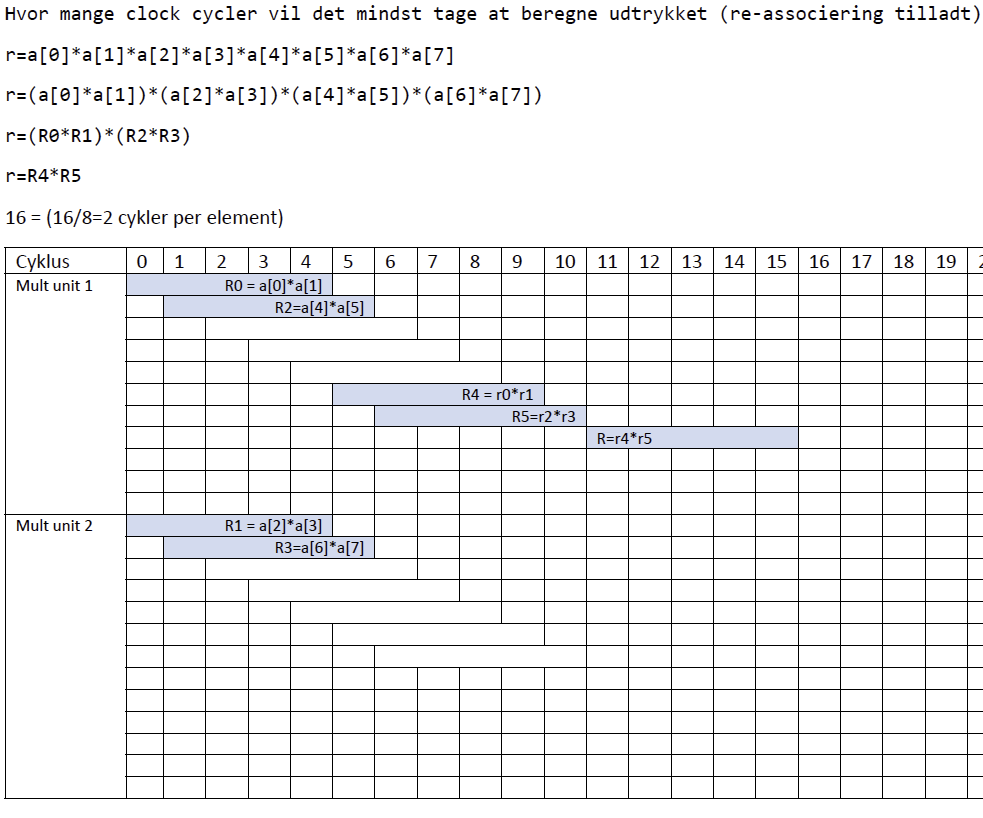 Hvor mange clock cycler vil det mindst tage at beregne udtrykket (re-associering tilladt)
r=a[0]*a[1]*a[2]*a[3]*a[4]*a[5]*a[6]*a[7]
r=(a[0]*a[1])*(a[2]*a[3])*(a[4]*a[5])*(a[6]*a[7])
r=(R0*R1)*(R2*R3)
r=R4*R5
16 = (16/8=2 cykler per element)
Cyklus 0 1 2 3 4 5 6 7 8 9 10 11 12 13 14 15 16 17 18 19
Mult unit 1 R0 = a[0]*a[1]
R2=a[4]*a[5]
R4 = r0*r1
R5=r2*r3
R=r4*r5
Mult unit 2 R1 = a[2]*a[3]
R3=a[6]*a[7]